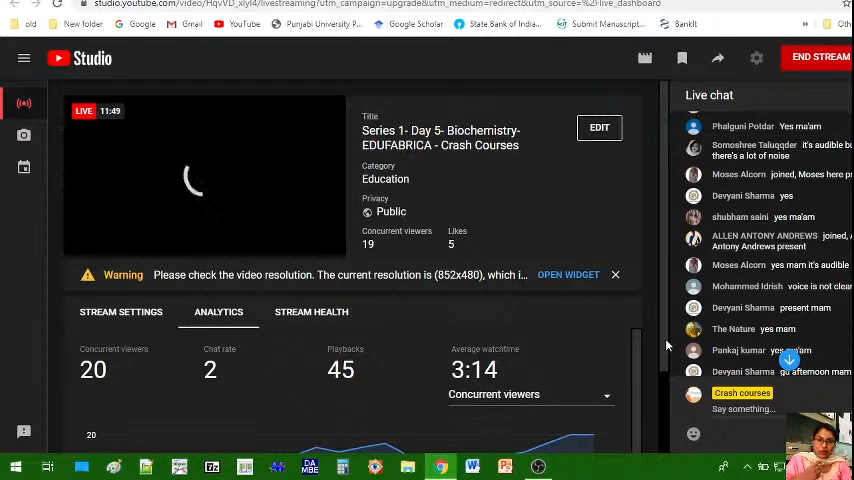 studio.youtube.com/video/HqvVD_xlyl4/livestreaming?utm_campaign=upgrade&utm_medium=redirect&utm_source=%2Flive_dashboard
old
New folder
Google
Gmail
YouTube
Punjabi University P...
Google Scholar
State Bank of India...
Submit Manuscript...
BankIt
»
Oth
Studio
END STREAM
LIVE 11:49
Title
Series 1- Day 5- Biochemistry-
EDUFABRICA - Crash Courses
EDIT
Category
Education
Privacy
Public
Concurrent viewers
Likes
19
5
Warning Please check the video resolution. The current resolution is (852x480), which i...
OPEN WIDGET
STREAM SETTINGS
ANALYTICS
STREAM HEALTH
Concurrent viewers
Chat rate
Playbacks
Average watchtime
20
2
45
3:14
Concurrent viewers
20
Live chat
Phalguni Potdar Yes ma'am
Somoshree Taluqqder it's audible bu
there's a lot of noise
Moses Alcorn joined, Moses here pr
Devyani Sharma yes
shubham saini yes ma'am
ALLEN ANTONY ANDREWS joined,
Antony Andrews present
Moses Alcorn yes mam it's audible
Mohammed Idrish voice is not clear
Devyani Sharma present mam
The Nature yes mam
Pankaj kumar yes ma'am
Devyani Sharma gd afternoon mam
Crash courses
Say something...
7z
DAMBE